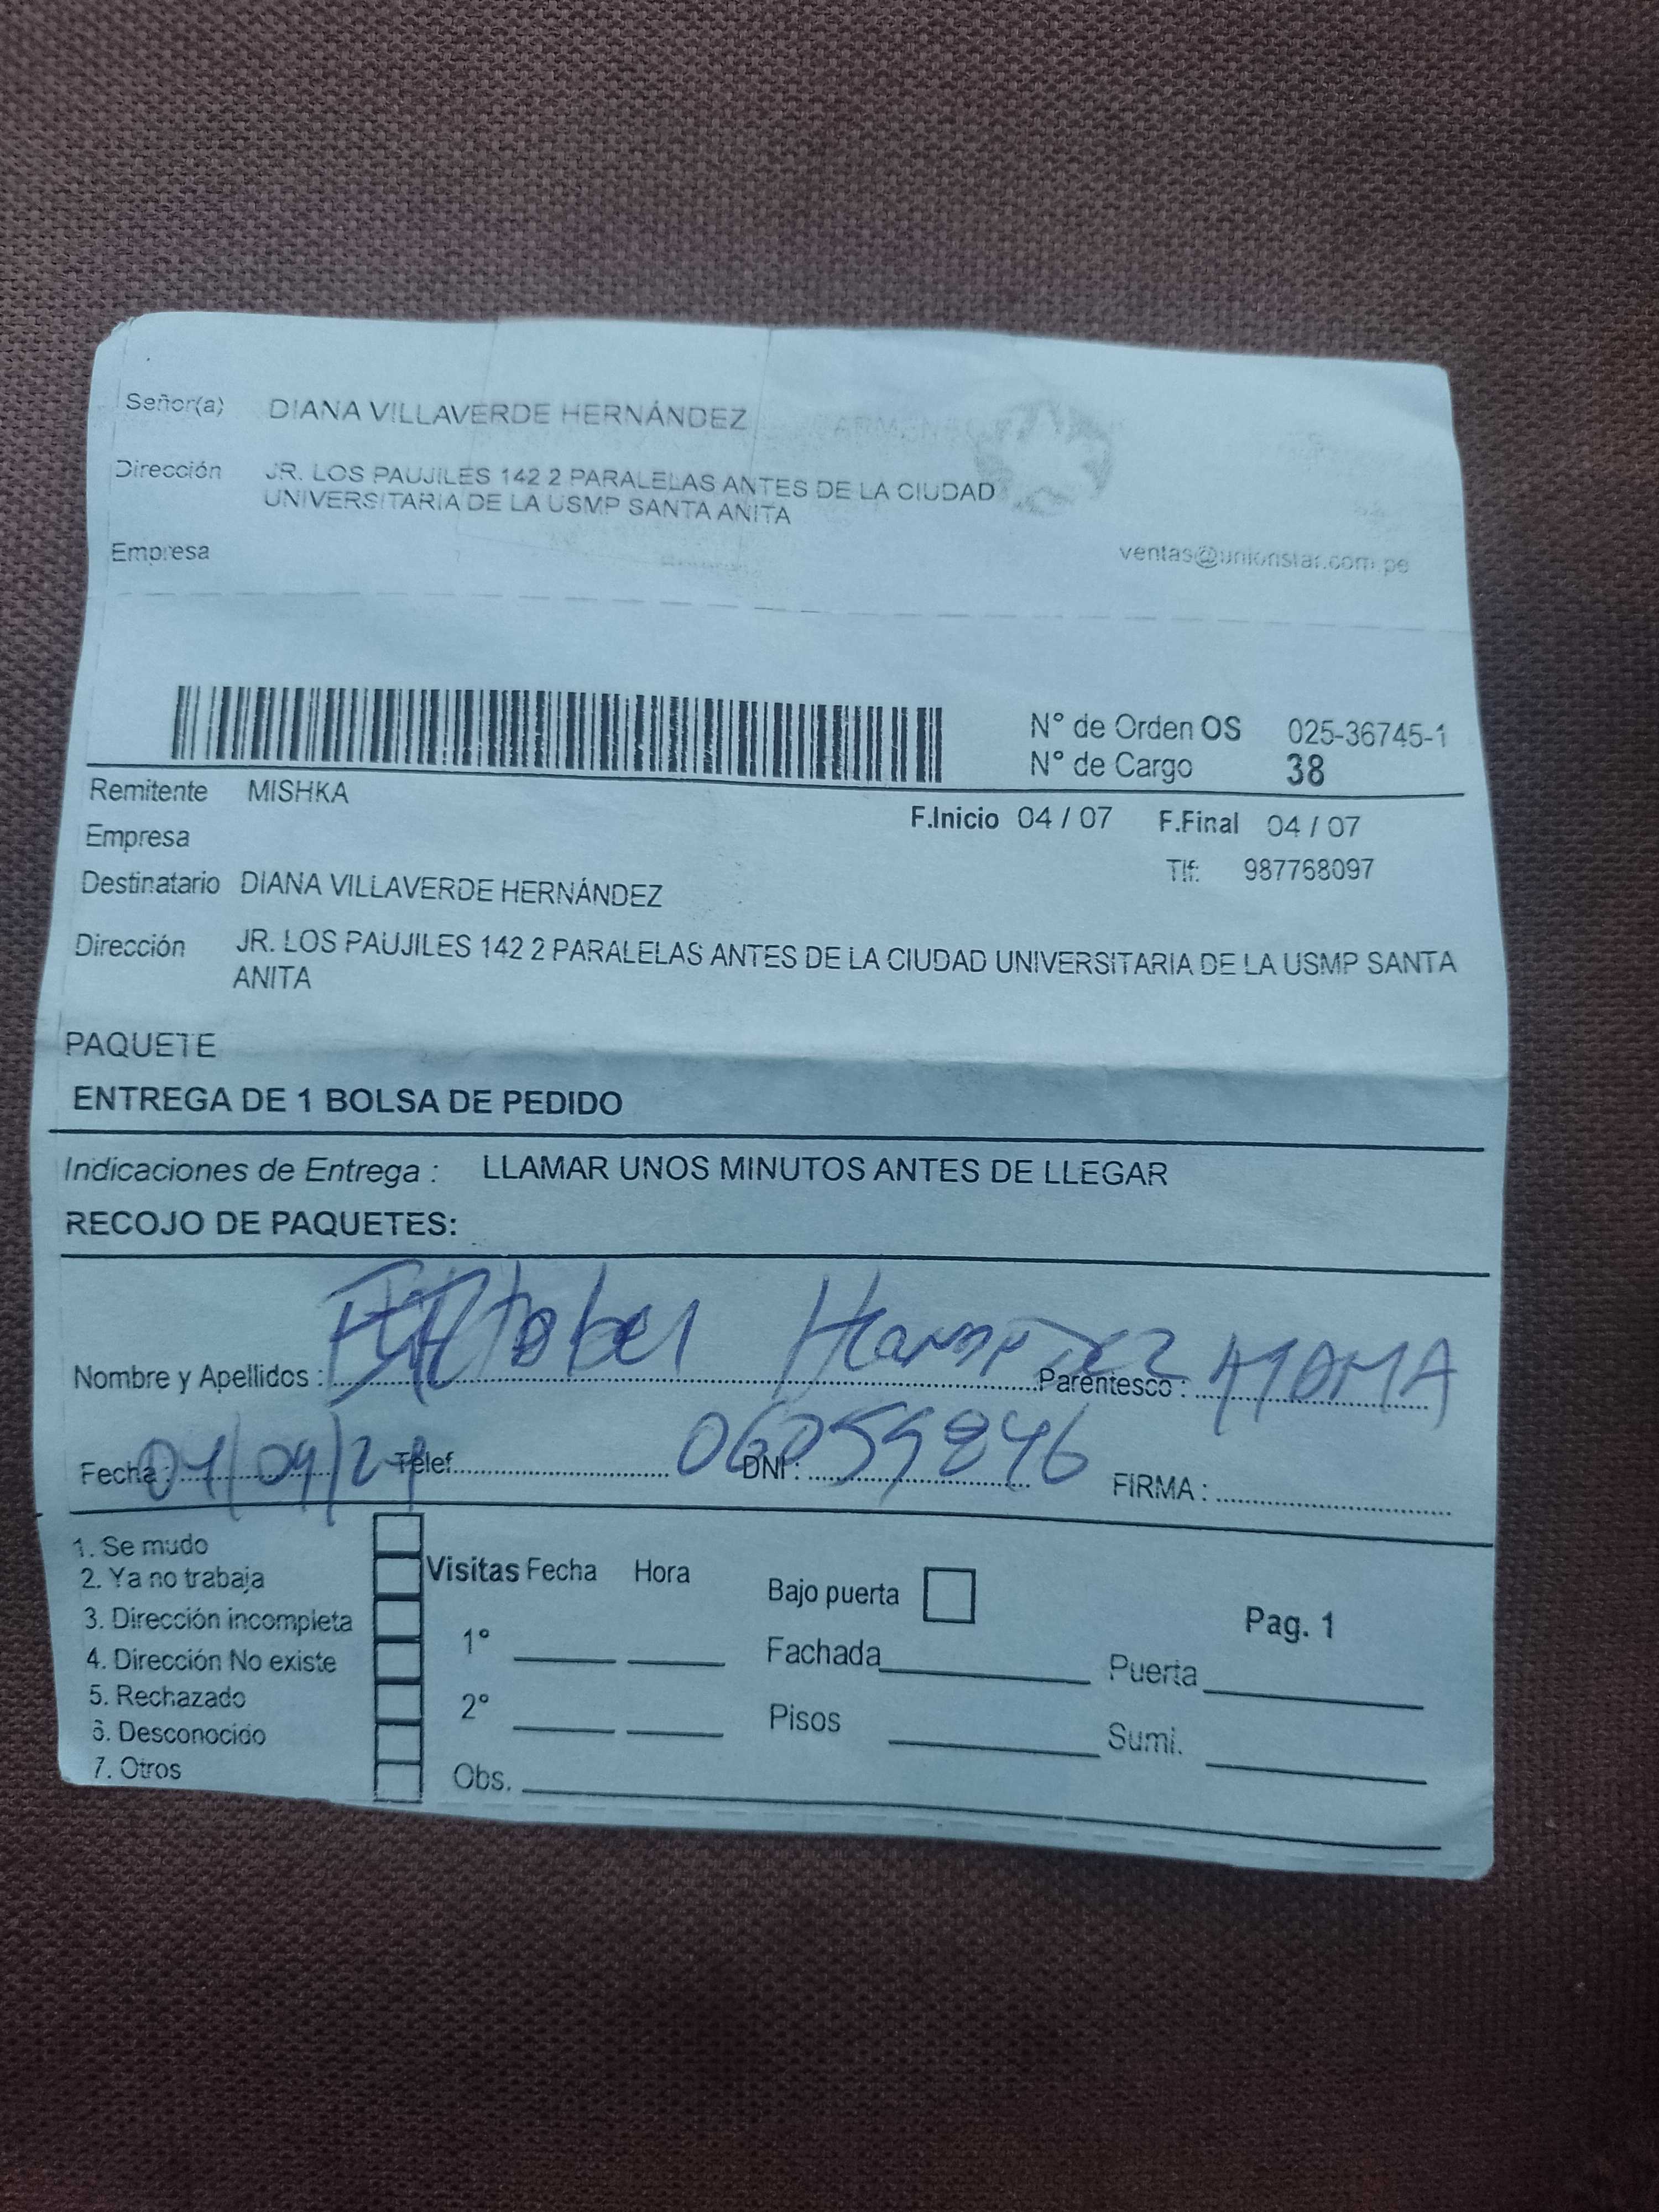 Señor(a) DIANA VILLAVERDE HERNÁNDEZ
Dirección JR. LOS PAUJILES 142 2 PARALELAS ANTES DE LA CIUDAD
UNIVERSITARIA DE LA USMP SANTA ANITA
Empresa
ventas@unionstar.com.pe
N° de Orden OS 025-36745-1
N° de Cargo 38
Remitente MISHKA
F.Inicio 04 / 07 F.Final 04 / 07
Empresa
Tlf: 987768097
Destinatario DIANA VILLAVERDE HERNÁNDEZ
Dirección JR. LOS PAUJILES 142 2 PARALELAS ANTES DE LA CIUDAD UNIVERSITARIA DE LA USMP SANTA
ANITA
PAQUETE
ENTREGA DE 1 BOLSA DE PEDIDO
Indicaciones de Entrega : LLAMAR UNOS MINUTOS ANTES DE LLEGAR
RECOJO DE PAQUETES:
Nombre y Apellidos : Parentesco : MAMA
Fecha : Telef. DNI : 06059846 FIRMA :
1. Se mudo
2. Ya no trabaja
3. Dirección incompleta
4. Dirección No existe
5. Rechazado
6. Desconocido
7. Otros
Visitas Fecha Hora
1°
2°
Obs.
Bajo puerta
Fachada
Pisos
Pag. 1
Puerta
Sumi.